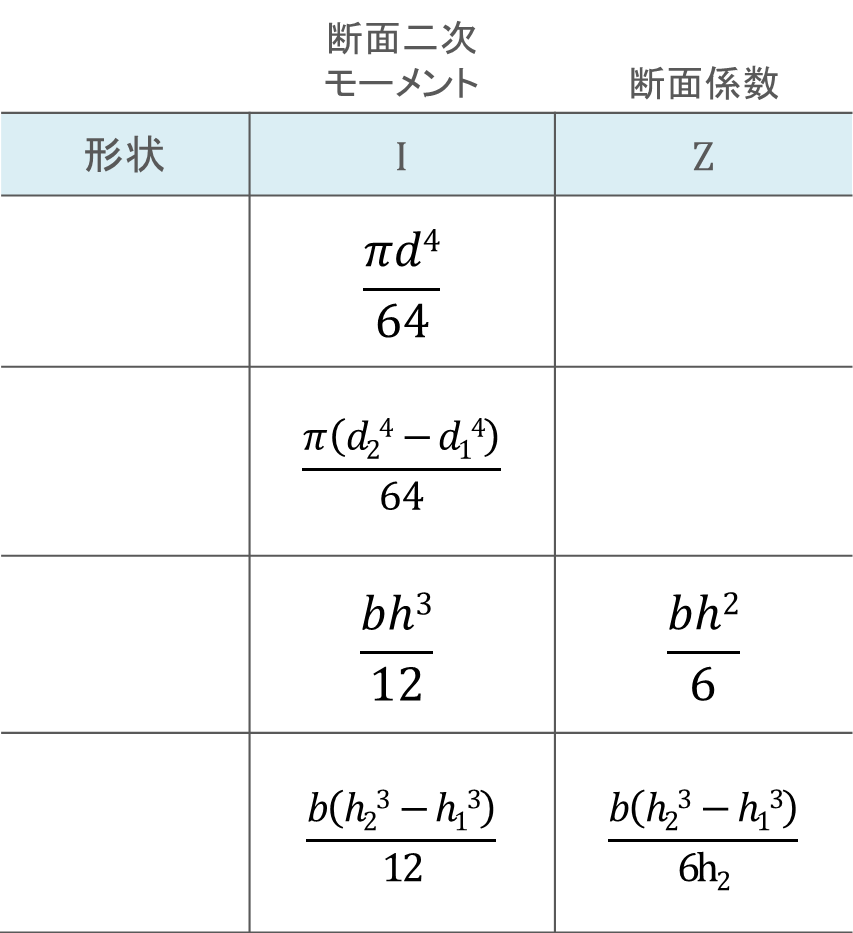 断面二次
モーメント
断面係数
形状 I Z
πd⁴/64
π(d₂⁴ − d₁⁴)/64
bh³/12 bh²/6
b(h₂³ − h₁³)/12 b(h₂³ − h₁³)/6h₂